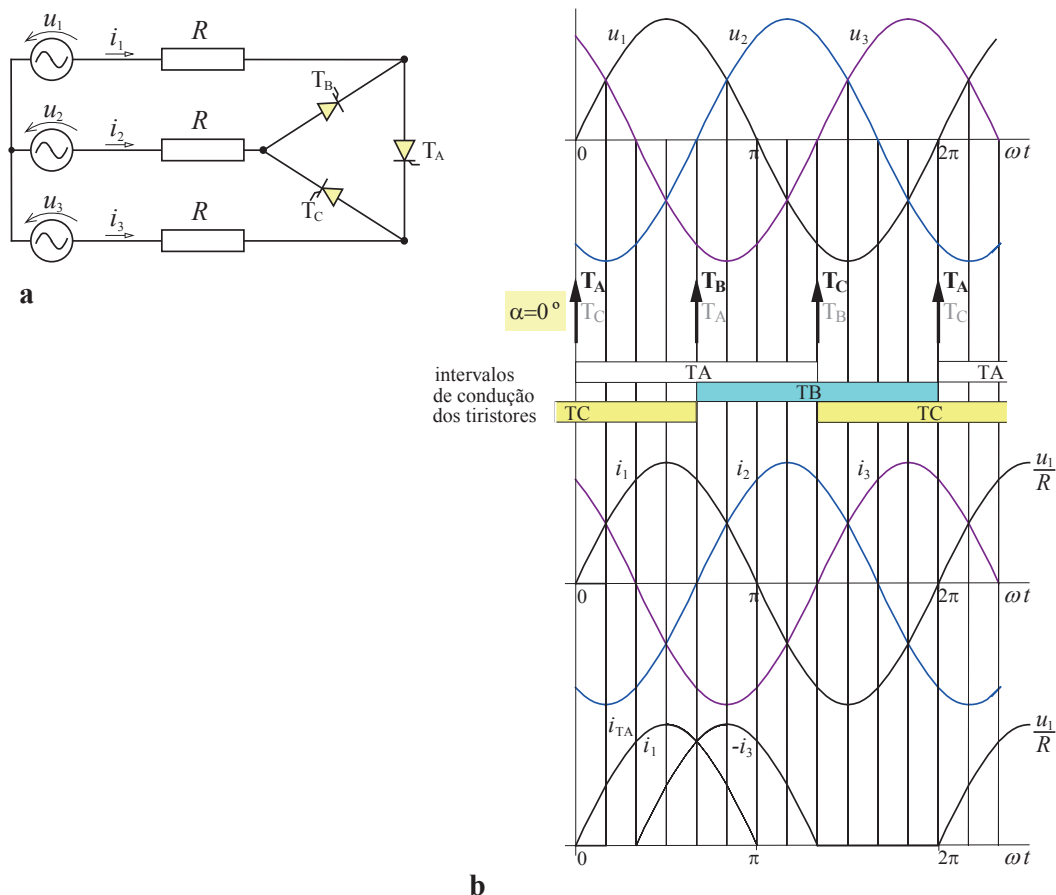 u1
i1
R
u2
i2
R
u3
i3
R
TB
TA
TC
a
u1
u2
u3
0
π
2π
ωt
α=0º
TA
TC
TB
TA
TC
TB
TA
TC
intervalos
de condução
dos tiristores
TA
TA
TB
TC
TC
i1
i2
i3
u1
R
0
π
2π
ωt
iTA
i1
-i3
u1
R
0
π
2π
ωt
b